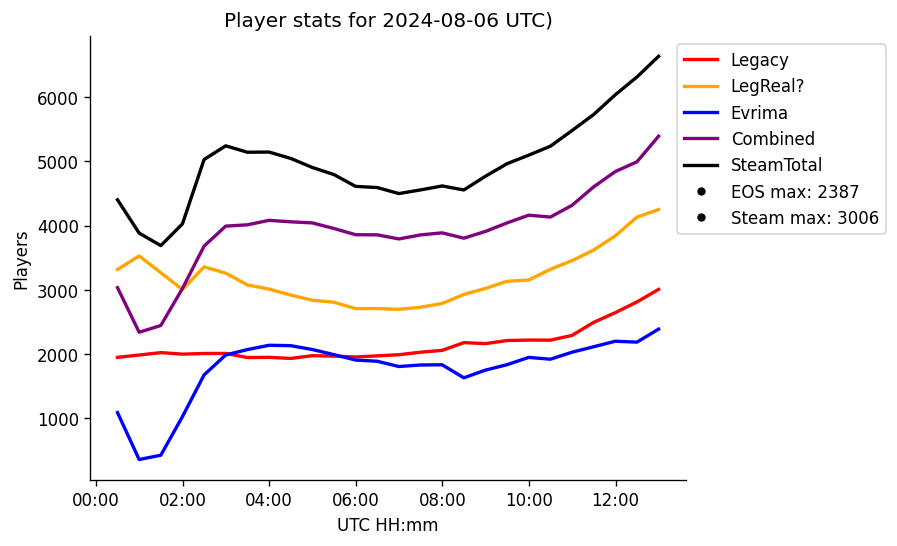 Player stats for 2024-08-06 UTC)
Legacy
LegReal?
Evrima
Combined
SteamTotal
EOS max: 2387
Steam max: 3006
Players
6000
5000
4000
3000
2000
1000
00:00 02:00 04:00 06:00 08:00 10:00 12:00
UTC HH:mm